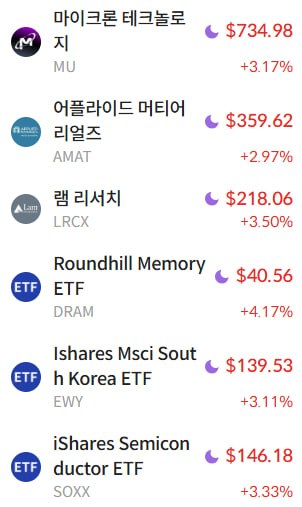 마이크론 테크놀로
지
$734.98
MU
+3.17%
어플라이드 머티어
리얼즈
$359.62
AMAT
+2.97%
램 리서치
$218.06
LRCX
+3.50%
Roundhill Memory
ETF
$40.56
ETF
DRAM
+4.17%
Ishares Msci Sout
h Korea ETF
$139.53
ETF
EWY
+3.11%
iShares Semicon
ductor ETF
$146.18
ETF
SOXX
+3.33%